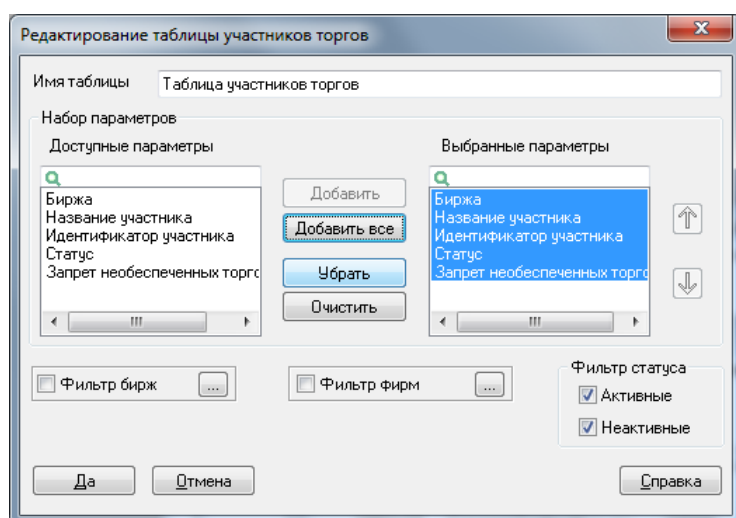 Редактирование таблицы участников торгов
Имя таблицы Таблица участников торгов
Набор параметров
Доступные параметры
Выбранные параметры
Биржа
Название участника
Идентификатор участника
Статус
Запрет необеспеченных торго
Добавить
Добавить все
Убрать
Очистить
Биржа
Название участника
Идентификатор участника
Статус
Запрет необеспеченных торго
Фильтр бирж ...
Фильтр фирм ...
Фильтр статуса
Активные
Неактивные
Да
Отмена
Справка